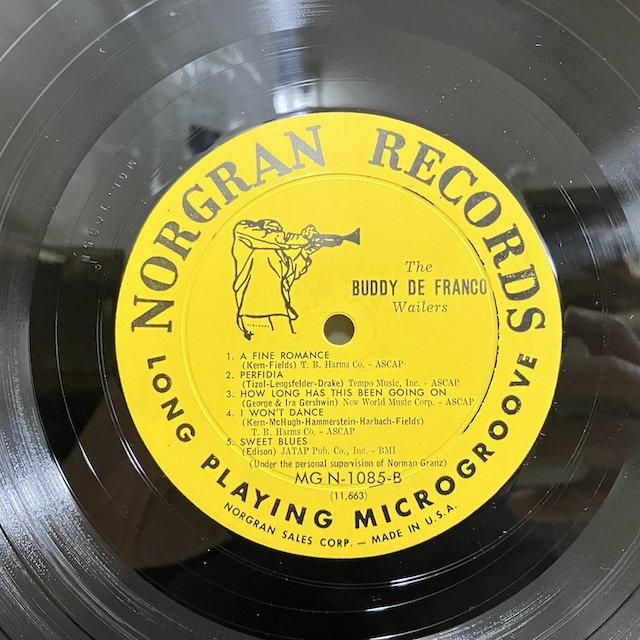 NORGRAN RECORDS
The
BUDDY DE FRANCO
Wailers
1. A FINE ROMANCE
(Kern-Fields) T. B. Harms Co. - ASCAP
2. PERFIDIA
(Tizol-Lengsfelder-Drake) Tempo Music, Inc. - ASCAP
3. HOW LONG HAS THIS BEEN GOING ON
(George & Ira Gershwin) New World Music Corp. - ASCAP
4. I WON'T DANCE
(Kern-McHugh-Hammerstein-Harbach-Fields)
T. B. Harms Co. - ASCAP
5. SWEET BLUES
(Edison) JATAP Pub. Co., Inc. - BMI
(Under the personal supervision of Norman Granz)
MG N-1085-B
(11,663)
LONG PLAYING MICROGROOVE
NORGRAN SALES CORP. — MADE IN U.S.A.